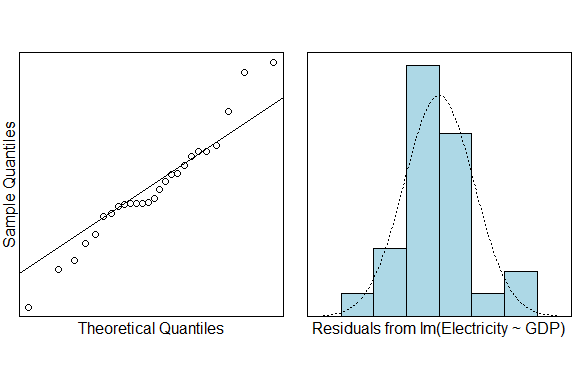 Sample Quantiles
Theoretical Quantiles
Residuals from lm(Electricity ~ GDP)